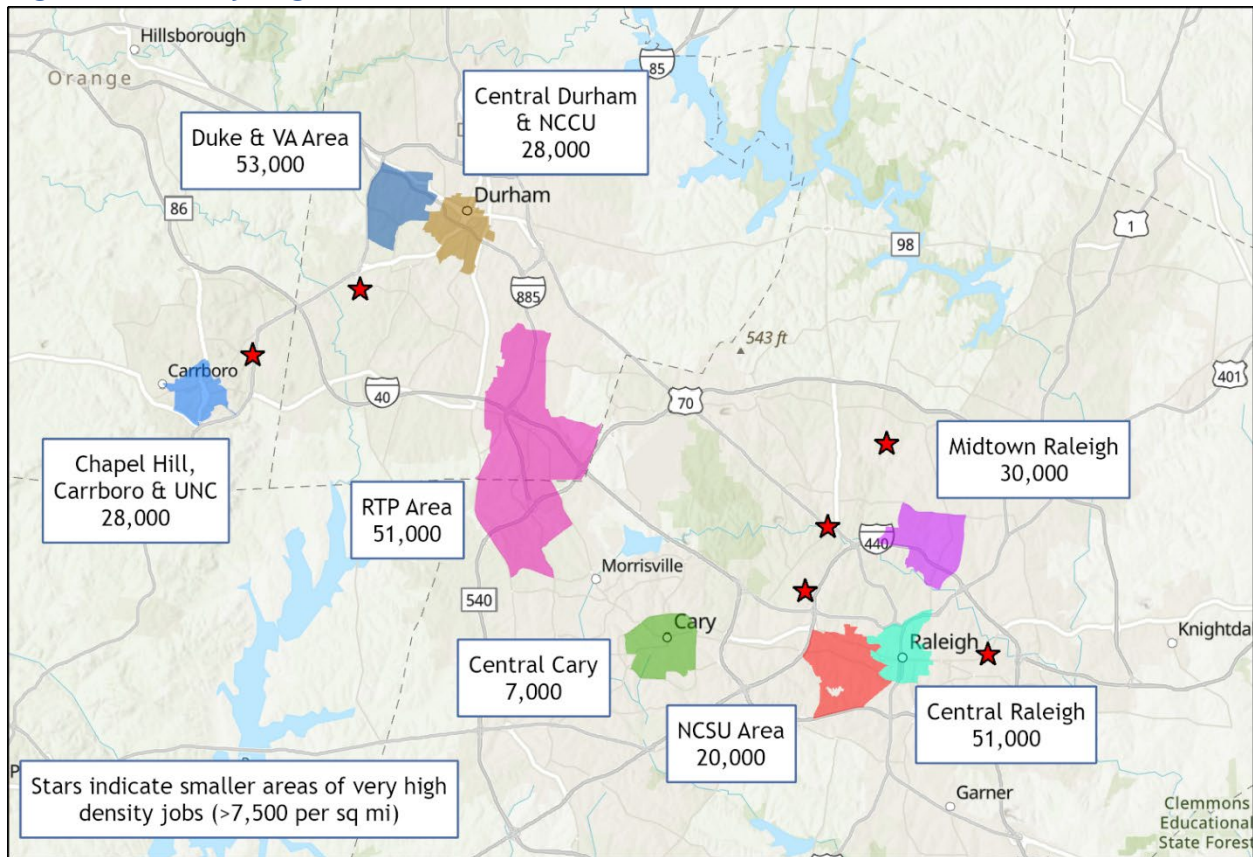 Hillsborough
Orange
85
Central Durham
& NCCU
28,000
Duke & VA Area
53,000
Durham
86
98
1
885
543 ft
Carrboro
40
70
401
Chapel Hill,
Carrboro & UNC
28,000
RTP Area
51,000
Midtown Raleigh
30,000
440
Morrisville
540
Cary
Raleigh
Knightda
Central Cary
7,000
NCSU Area
20,000
Central Raleigh
51,000
Stars indicate smaller areas of very high
density jobs (>7,500 per sq mi)
Garner
Clemmons
Educational
State Fores